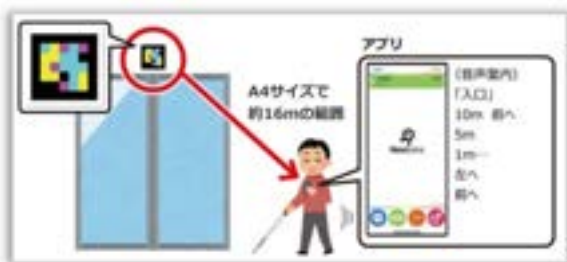 アプリ
A4サイズで
約16mの範囲
(音声案内)
「入口」
10m 前へ
5m
1m…
左へ
前へ